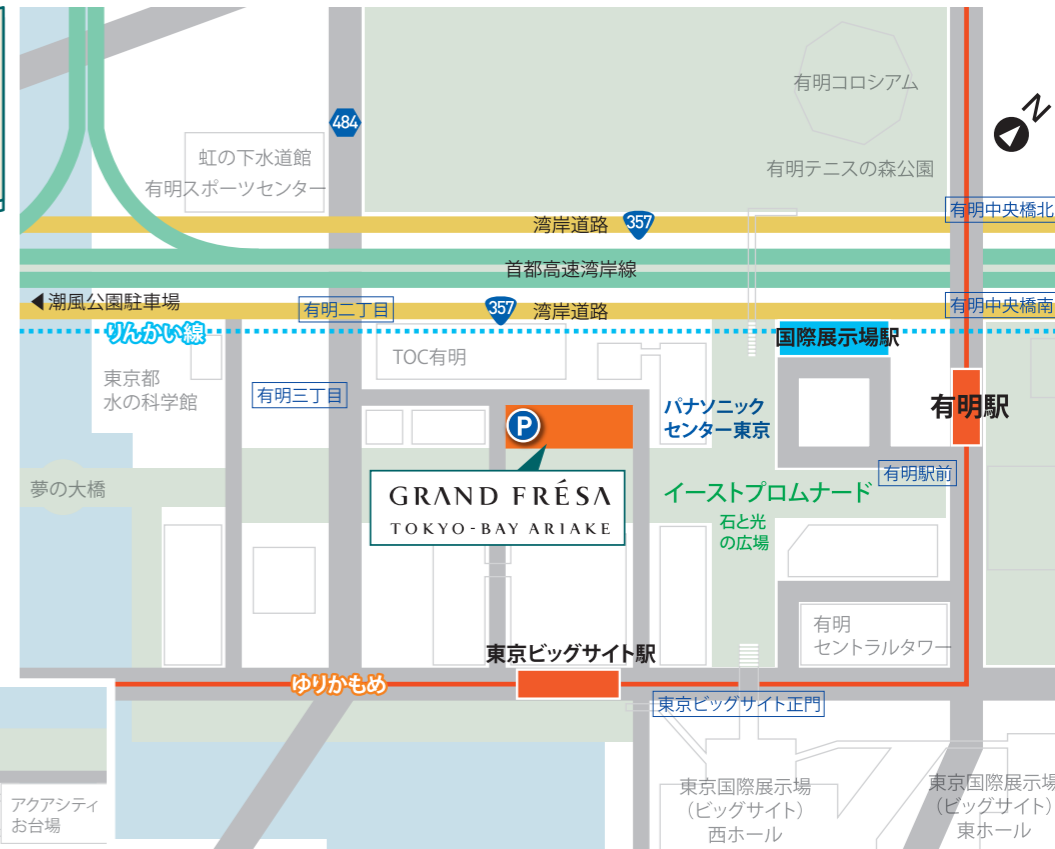 有明コロシアム
N
484
虹の下水道館
有明スポーツセンター
有明テニスの森公園
有明中央橋北
湾岸道路
357
首都高速湾岸線
◀潮風公園駐車場
有明二丁目
357
湾岸道路
有明中央橋南
りんかい線
国際展示場駅
TOC有明
東京都
水の科学館
有明三丁目
P
パナソニック
センター東京
有明駅
有明駅前
夢の大橋
GRAND FRÉSA
TOKYO-BAY ARIAKE
イーストプロムナード
石と光
の広場
有明
セントラルタワー
東京ビッグサイト駅
ゆりかもめ
東京ビッグサイト正門
アクアシティ
お台場
東京国際展示場
（ビッグサイト）
西ホール
東京国際展示場
（ビッグサイト）
東ホール